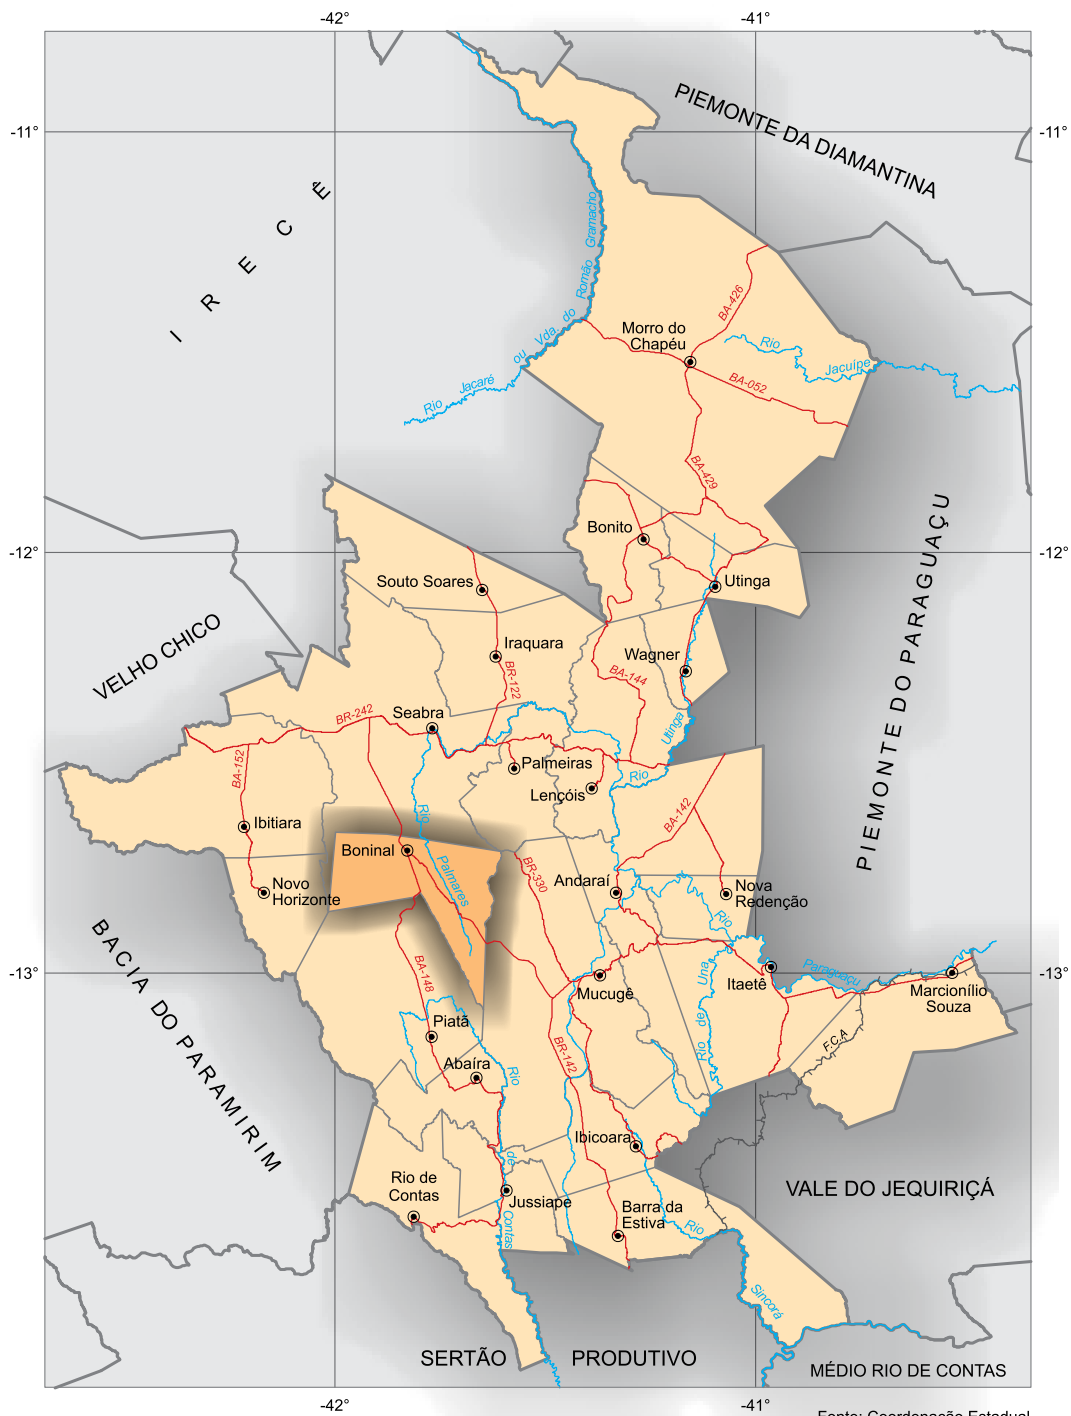 -42°
-41°
PIEMONTE DA DIAMANTINA
-11°
-11°
IRECÊ
Rio Jacaré ou Vda. do Romão Gramacho
BA-426
Morro do
Chapéu
Rio Jacuípe
BA-052
BA-429
Bonito
-12°
-12°
Souto Soares
Utinga
VELHO CHICO
Iraquara
Wagner
BR-122
BA-144
PIEMONTE DO PARAGUAÇU
BR-242
Seabra
Rio Utinga
BA-152
Palmeiras
Lençóis
Ibitiara
Rio Palmares
BA-142
Boninal
BR-330
Andaraí
Novo
Horizonte
Nova
Redenção
Rio Paraguaçu
BACIA DO PARAMIRIM
BA-148
-13°
-13°
Mucugê
Itaetê
Marcionílio
Souza
Rio de Una
Piatã
F.C.A
BR-142
Abaíra
Rio de Contas
Ibicoara
Rio de
Contas
Jussiape
VALE DO JEQUIRIÇÁ
Barra da
Estiva
Rio Sincorá
SERTÃO PRODUTIVO
MÉDIO RIO DE CONTAS
-42°
-41°
Fonte: Coordenação Estadual